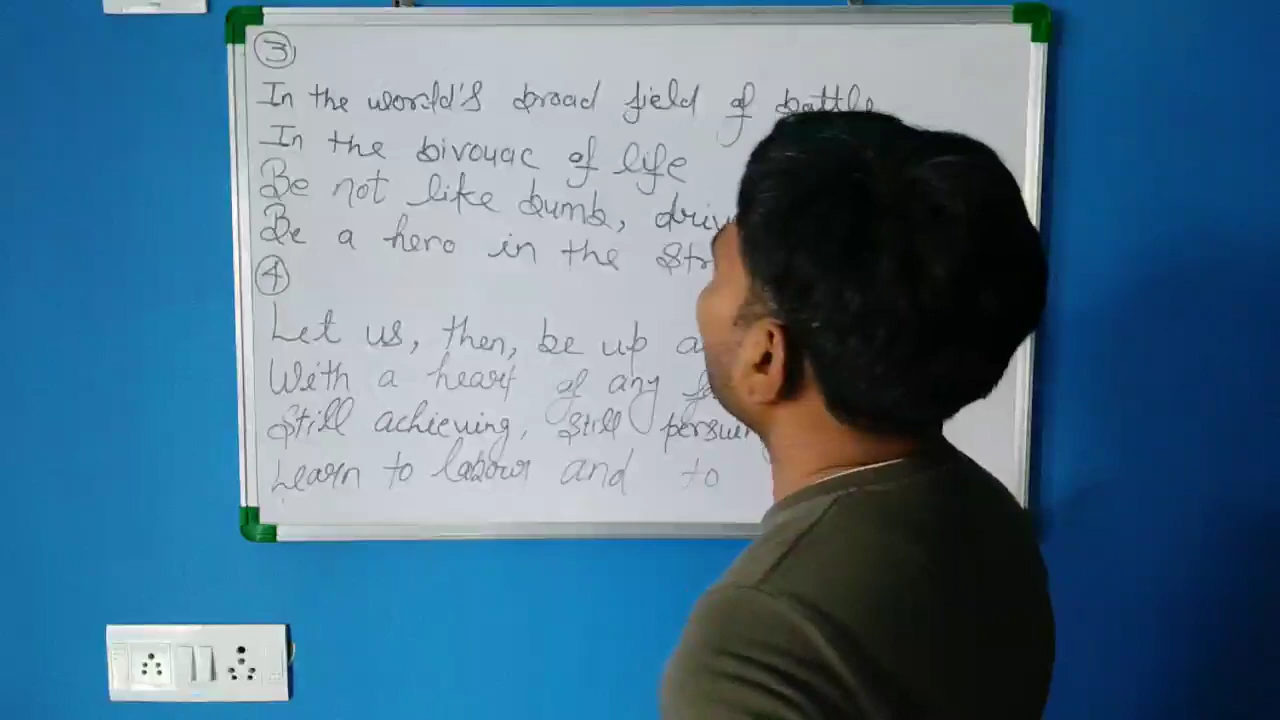 3
In the world's broad field of battle
In the bivouac of life
Be not like dumb, driv
Be a hero in the str
4
Let us, then, be up a
With a heart of any f
Still achieving, still persuin
Learn to labour and to